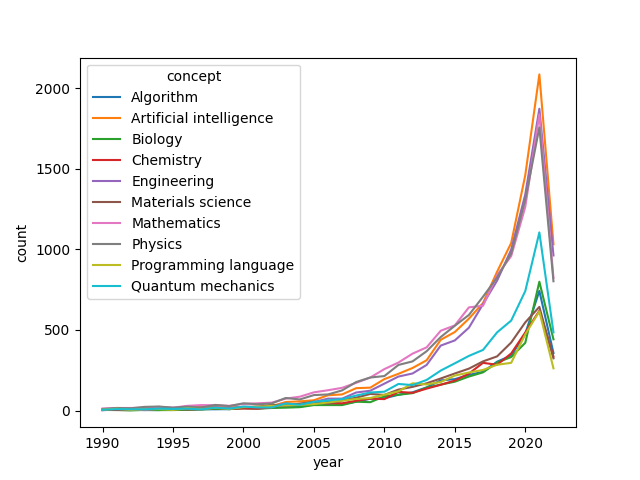 concept
Algorithm
Artificial intelligence
Biology
Chemistry
Engineering
Materials science
Mathematics
Physics
Programming language
Quantum mechanics
2000
1500
1000
500
0
count
1990 1995 2000 2005 2010 2015 2020
year